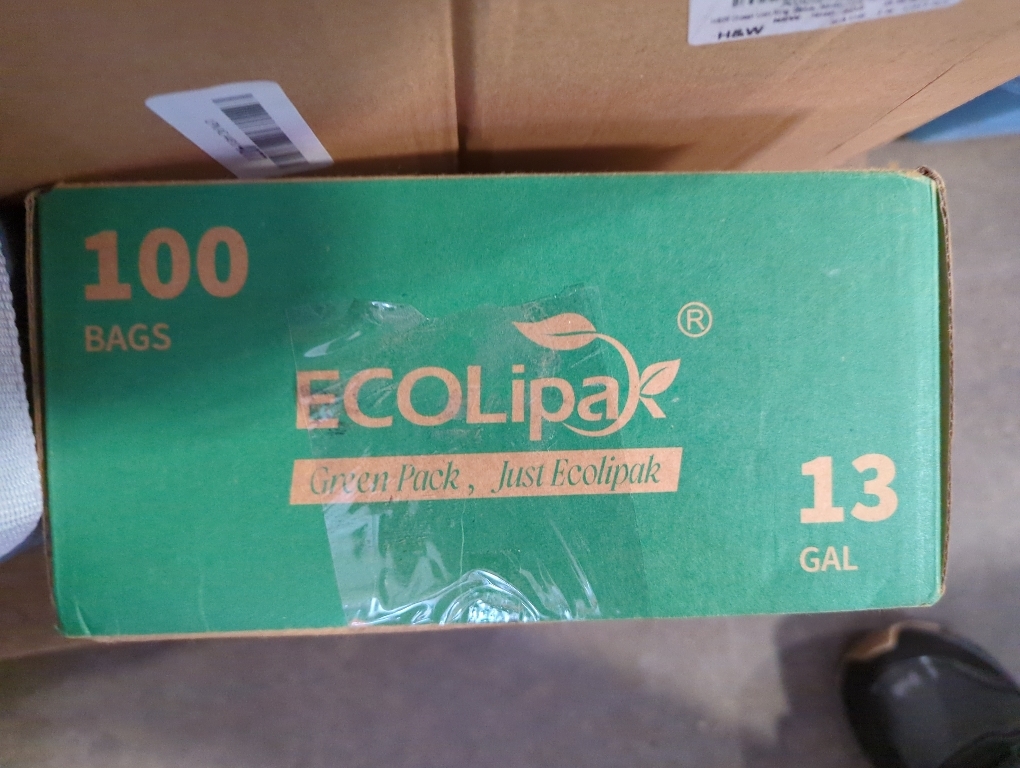 H&W
100
BAGS
ECOLipak®
Green Pack, Just Ecolipak
13
GAL